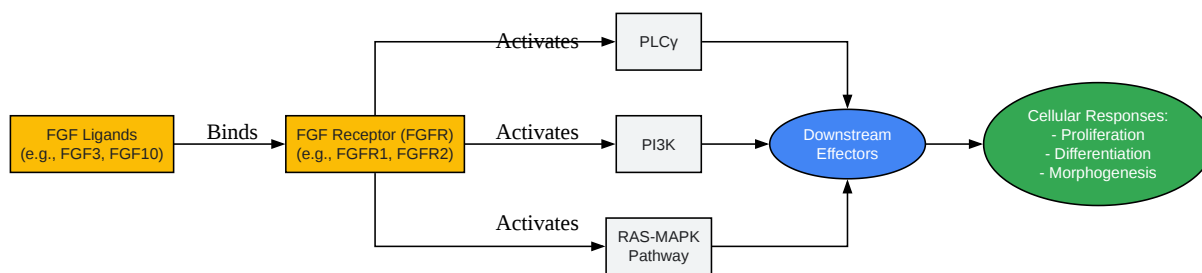 Activates
PLCγ
FGF Ligands
(e.g., FGF3, FGF10)
Binds
FGF Receptor (FGFR)
(e.g., FGFR1, FGFR2)
Activates
PI3K
Downstream
Effectors
Cellular Responses:
- Proliferation
- Differentiation
- Morphogenesis
Activates
RAS-MAPK
Pathway